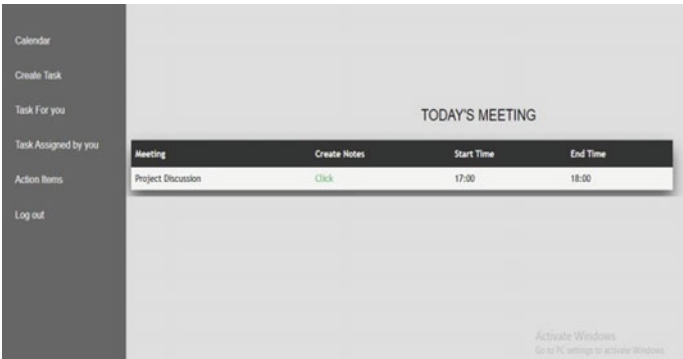 Calendar
Create Task
Task For you
Task Assigned by you
Action Items
Log out
TODAY'S MEETING
Meeting Create Notes Start Time End Time
Project Discussion Click 17:00 18:00
Activate Windows
Go to PC settings to activate Windows.